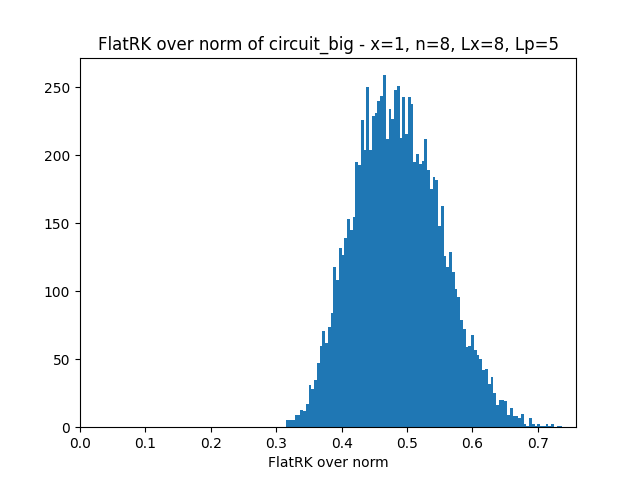 FlatRK over norm of circuit_big - x=1, n=8, Lx=8, Lp=5
250
200
150
100
50
0
0.0 0.1 0.2 0.3 0.4 0.5 0.6 0.7
FlatRK over norm